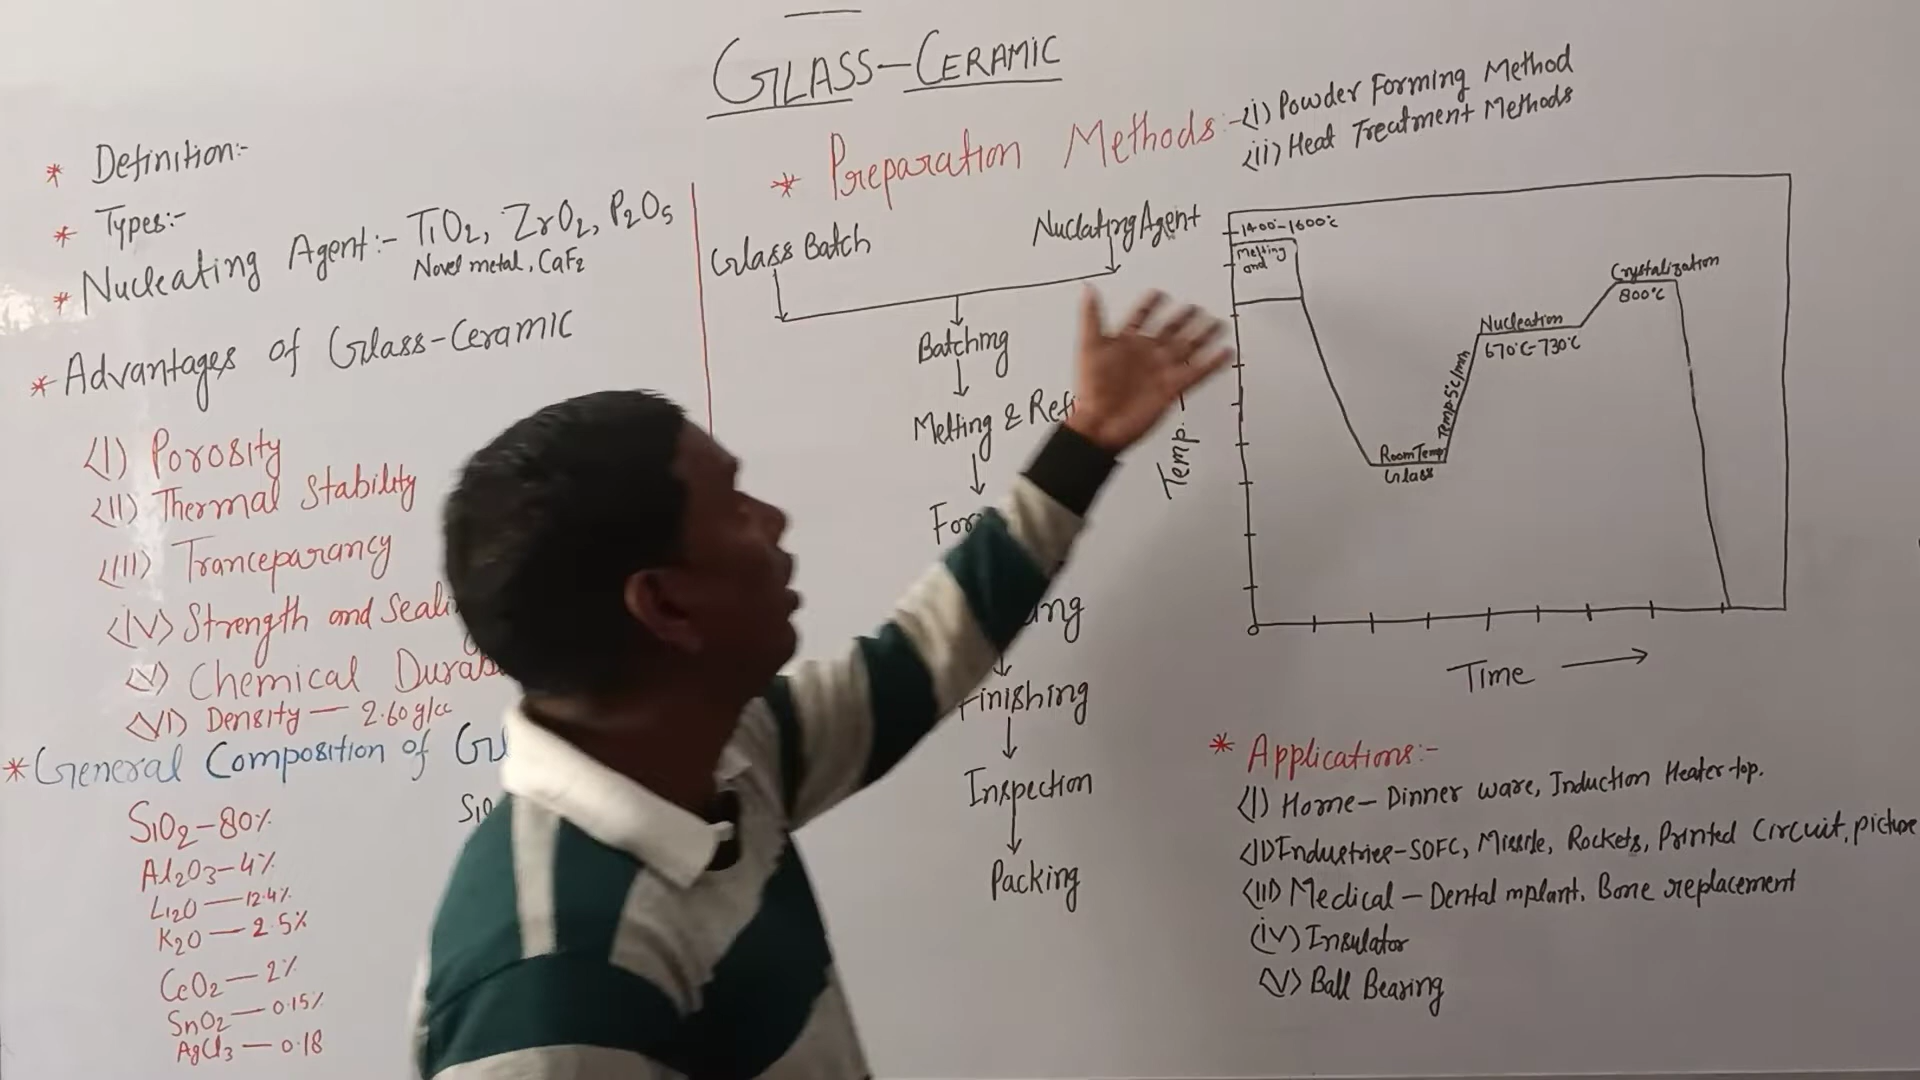 GLASS-CERAMIC
* Definition:-
* Types:-
* Nucleating Agent:- TiO2, ZrO2, P2O5
Novel metal, CaF2
* Advantages of Glass-Ceramic
(I) Porosity
(II) Thermal Stability
(III) Tranceparancy
(IV) Strength and
(V) Chemical
(VI) Density — 2.60 g/cc
* General Composition of
SiO2-80%
Al2O3-4%
Li2O — 12.4%
K2O — 2.5%
CeO2 — 2%
SnO2 — 0.15%
AgCl3 — 0.18
* Preparation Methods:- (i) Powder Forming Method
(ii) Heat Treatment Methods
Glass Batch
Nuclating Agent
Batching
Melting &
Finishing
Inspection
Packing
1400-1600°C
Melting
and
Room Temp
Glass
Temp 5°C/min
Nucleation
670°C-730°C
Crystalization
800°C
Temp.
0
Time
* Applications:-
(I) Home- Dinner ware, Induction Heater top.
(II) Industries-SOFC, Missile, Rockets, Printed Circuit, picture
(III) Medical - Dental mplant, Bone replacement
(iv) Insulator
(V) Ball Bearing